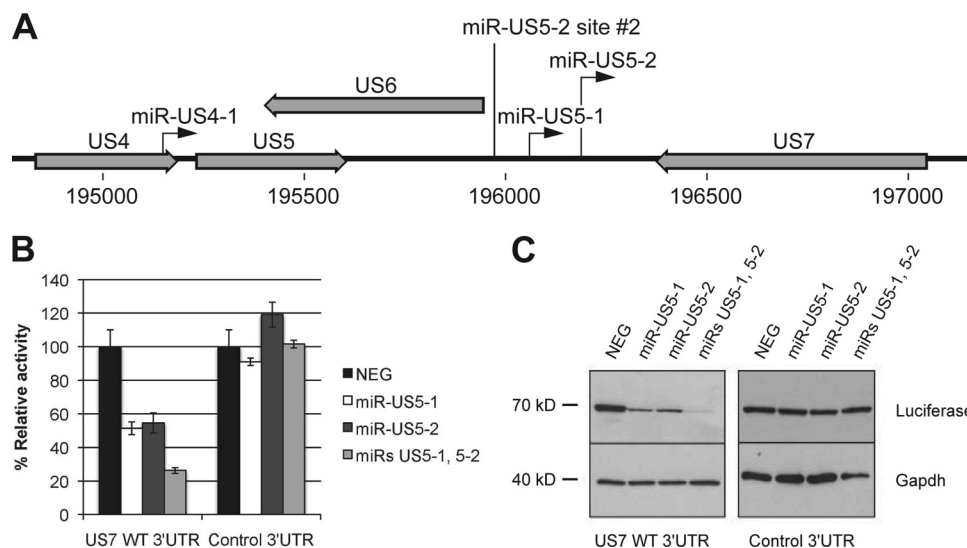 A
miR-US5-2 site #2
miR-US5-2
US6
miR-US4-1
miR-US5-1
US4
US5
US7
195000
195500
196000
196500
197000
B
140
120
100
80
60
40
20
0
% Relative activity
US7 WT 3'UTR
Control 3'UTR
NEG
miR-US5-1
miR-US5-2
miRs US5-1, 5-2
C
NEG
miR-US5-1
miR-US5-2
miRs US5-1, 5-2
NEG
miR-US5-1
miR-US5-2
miRs US5-1, 5-2
70 kD
Luciferase
40 kD
Gapdh
US7 WT 3'UTR
Control 3'UTR